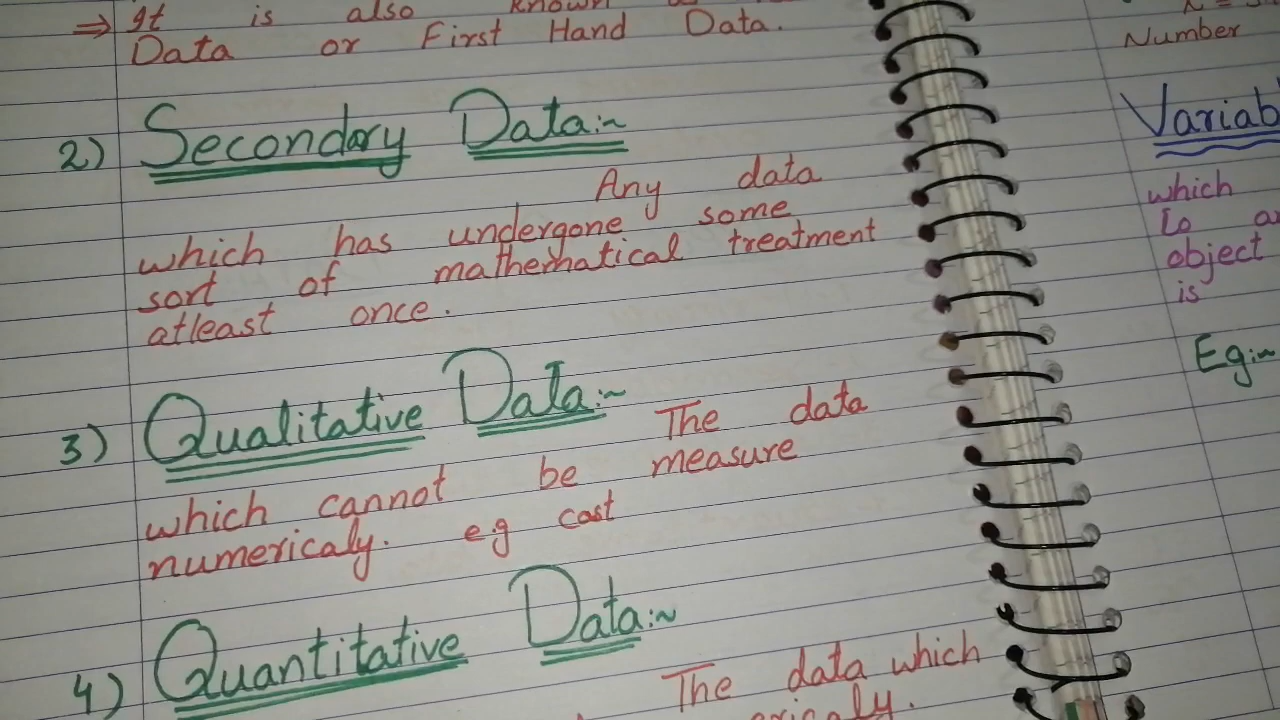 ⇒ It is also known
Data or First Hand Data.
2) Secondary Data:~
Any data
which has undergone some
sort of mathematical treatment
atleast once.
3) Qualitative Data:~
The data
which cannot be measure
numericaly. e.g cast
4) Quantitative Data:~
The data which
Number
Variab
which
to
object
is
Eg:~